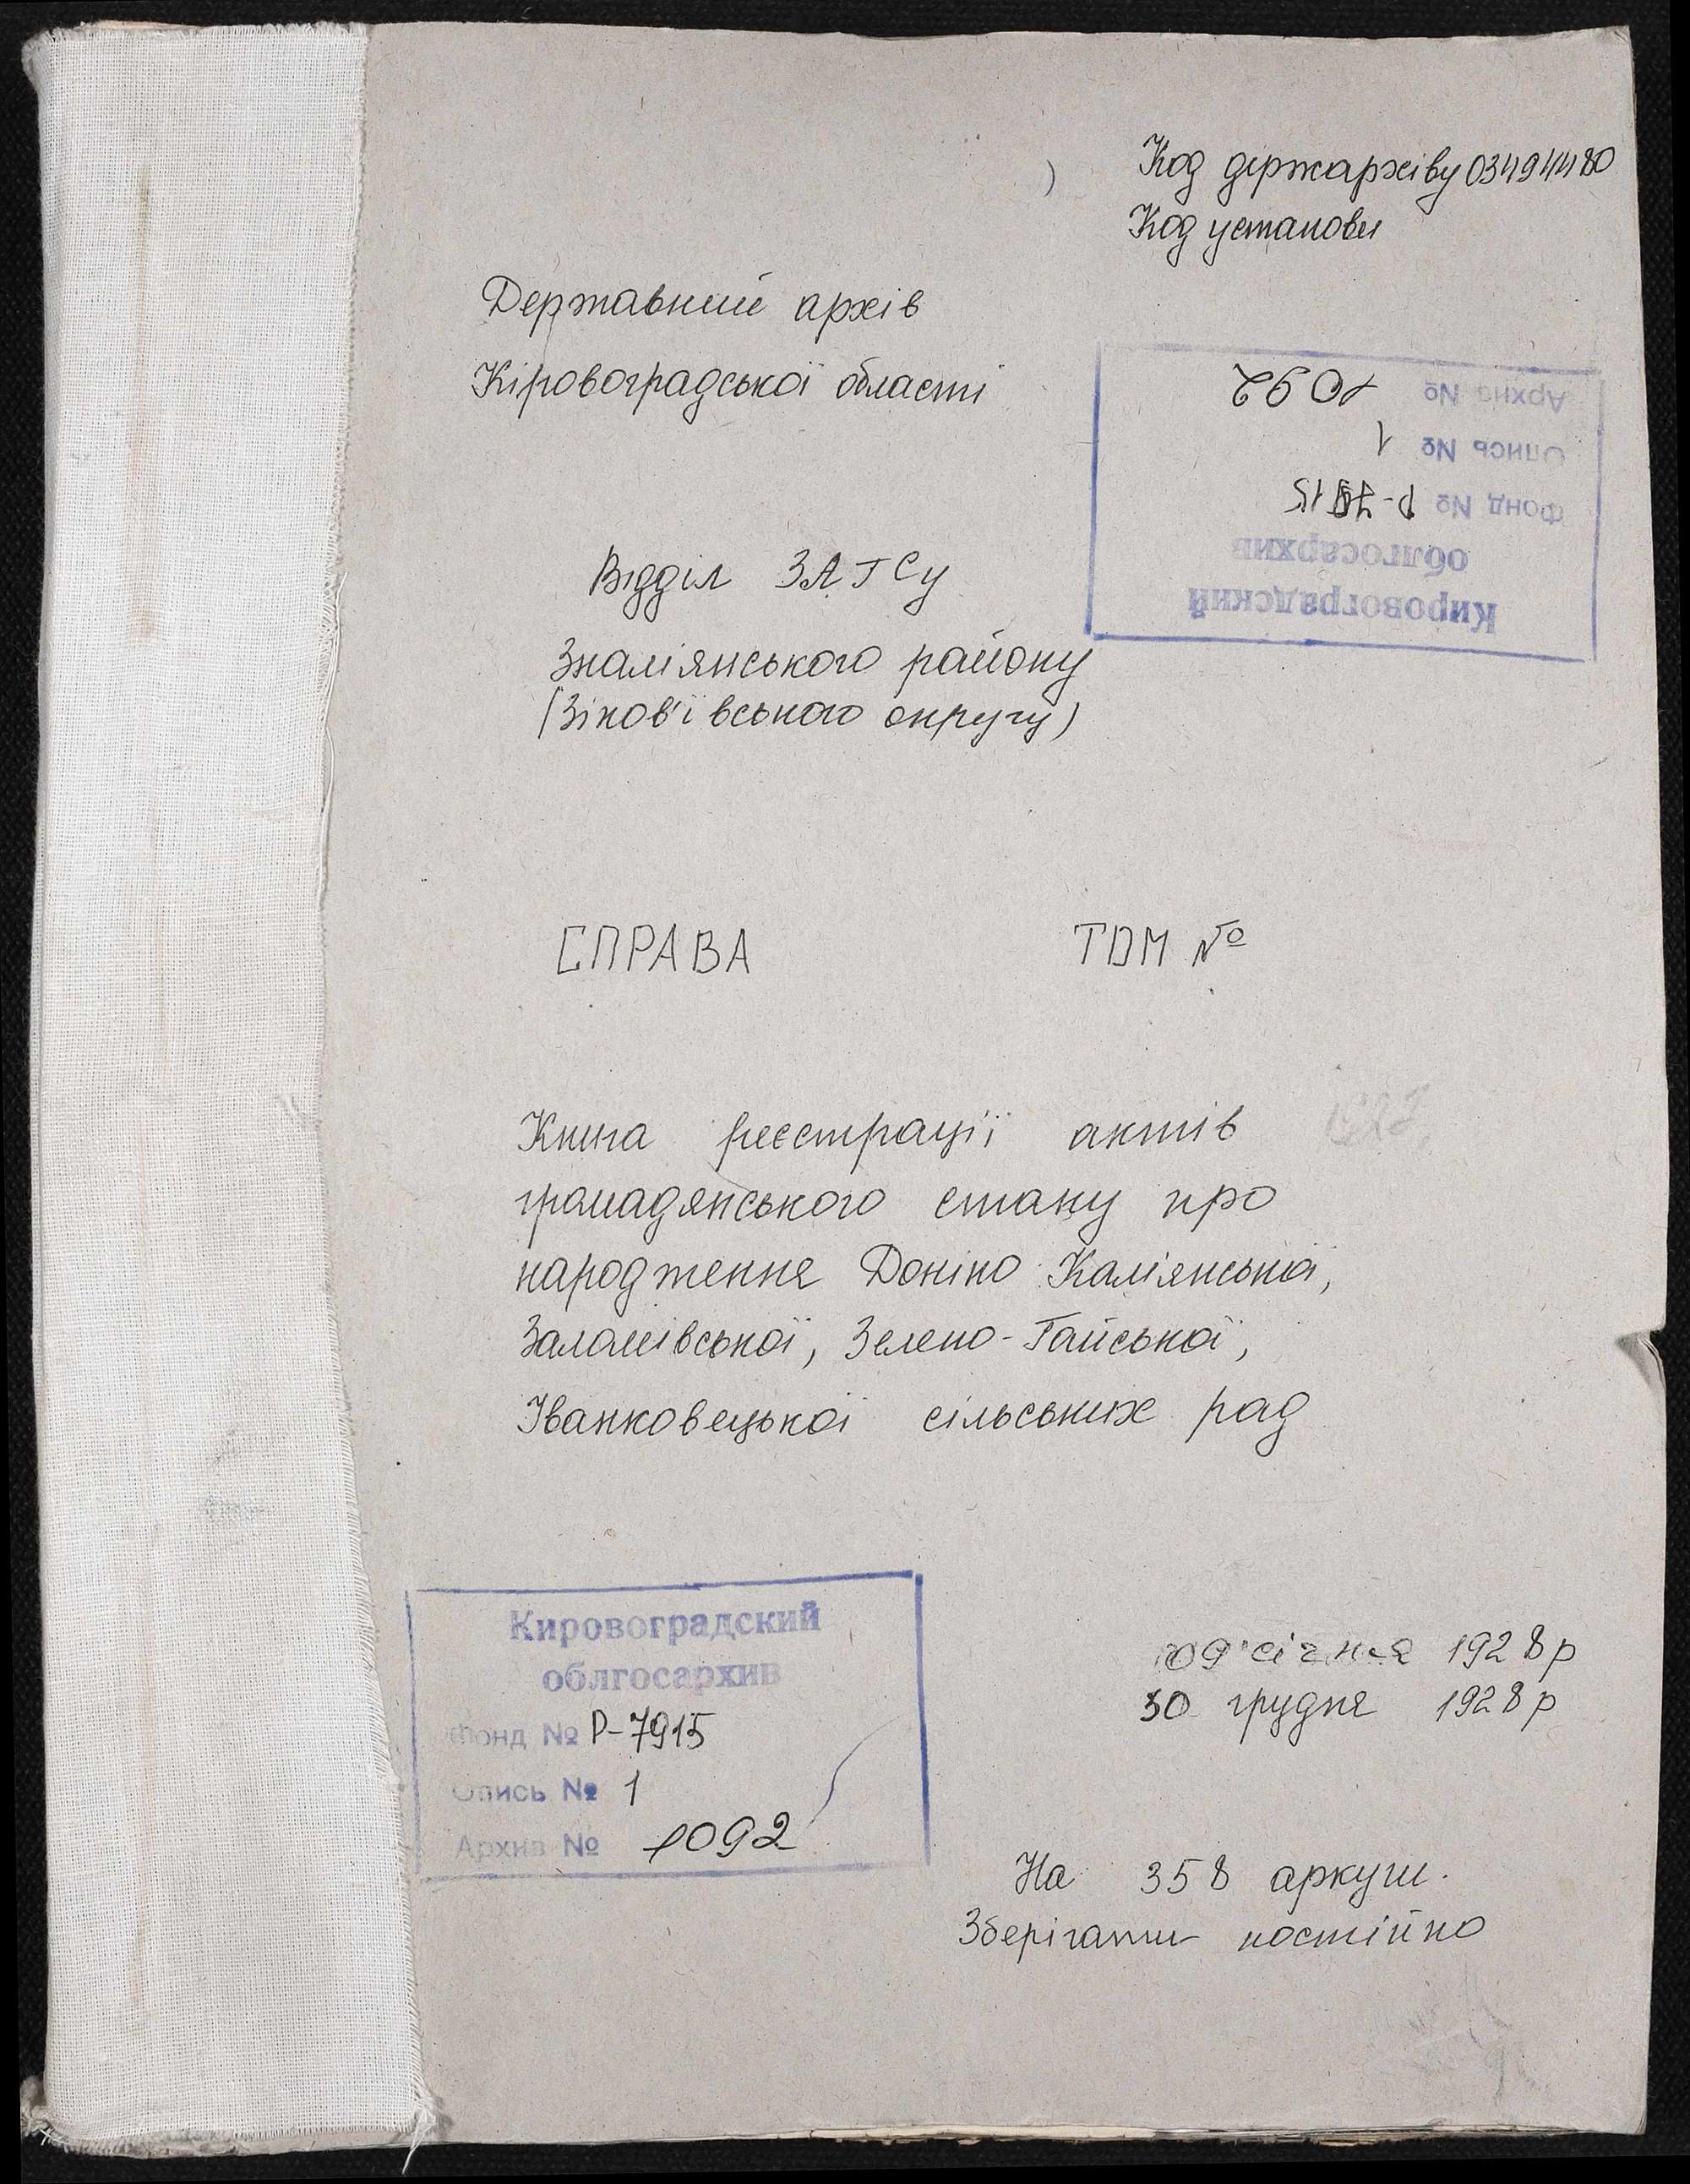 Код держархіву 03494480
Код установи
Державний архів
Кіровоградської області
Архив № 1092
Опись № 1
Фонд № Р-7915
облгосархив
Кировоградский
Відділ ЗАГСу
Знам'янського району
(Зінов'ївського округу)
СПРАВА ТОМ №
Книга реєстрації актів
громадянського стану про
народження Доніно-Кам'янської,
Заломівської, Зелено-Гайської,
Іванковецької сільських рад
Кировоградский
облгосархив
Фонд № Р-7915
Опись № 1
Архив № 1092
09 січня 1928 р
30 грудня 1928 р
На 358 аркуш.
Зберігати постійно